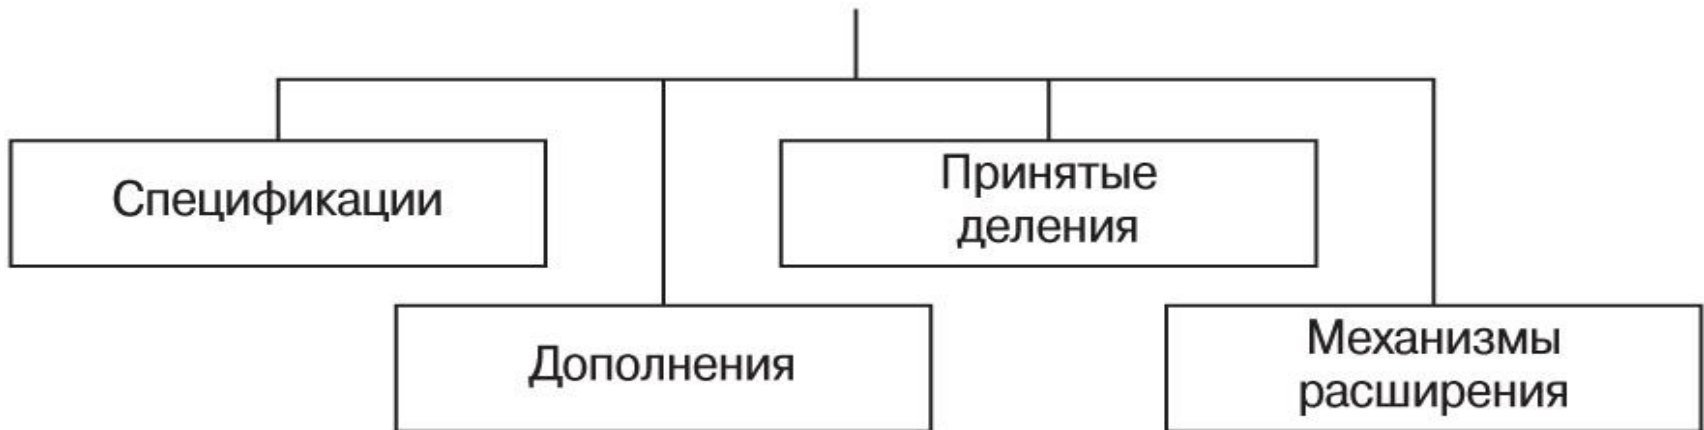 Спецификации
Принятые
деления
Дополнения
Механизмы
расширения